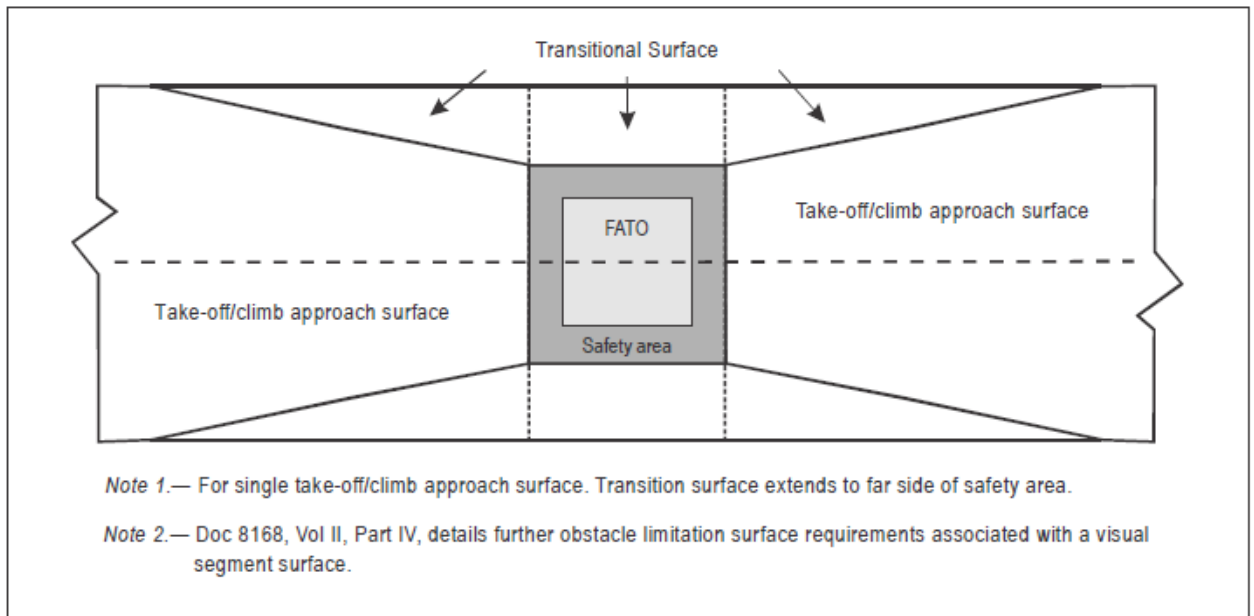 Transitional Surface
Take-off/climb approach surface
FATO
Take-off/climb approach surface
Safety area
Note 1.— For single take-off/climb approach surface. Transition surface extends to far side of safety area.
Note 2.— Doc 8168, Vol II, Part IV, details further obstacle limitation surface requirements associated with a visual
segment surface.